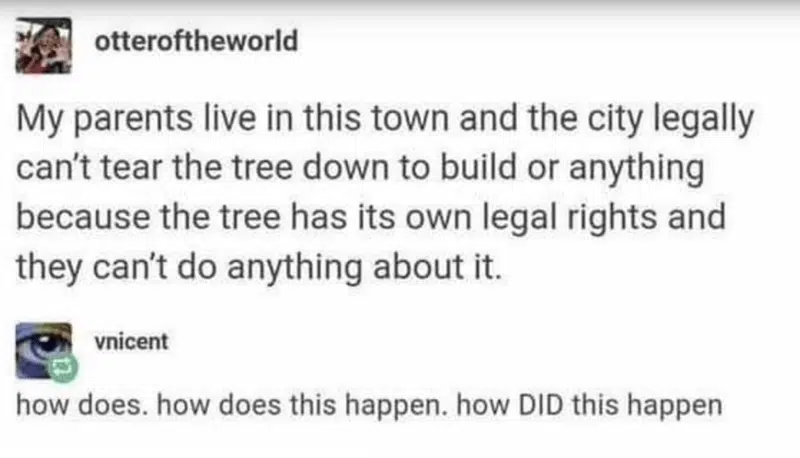 otteroftheworld
My parents live in this town and the city legally
can't tear the tree down to build or anything
because the tree has its own legal rights and
they can't do anything about it.
vnicent
how does. how does this happen. how DID this happen